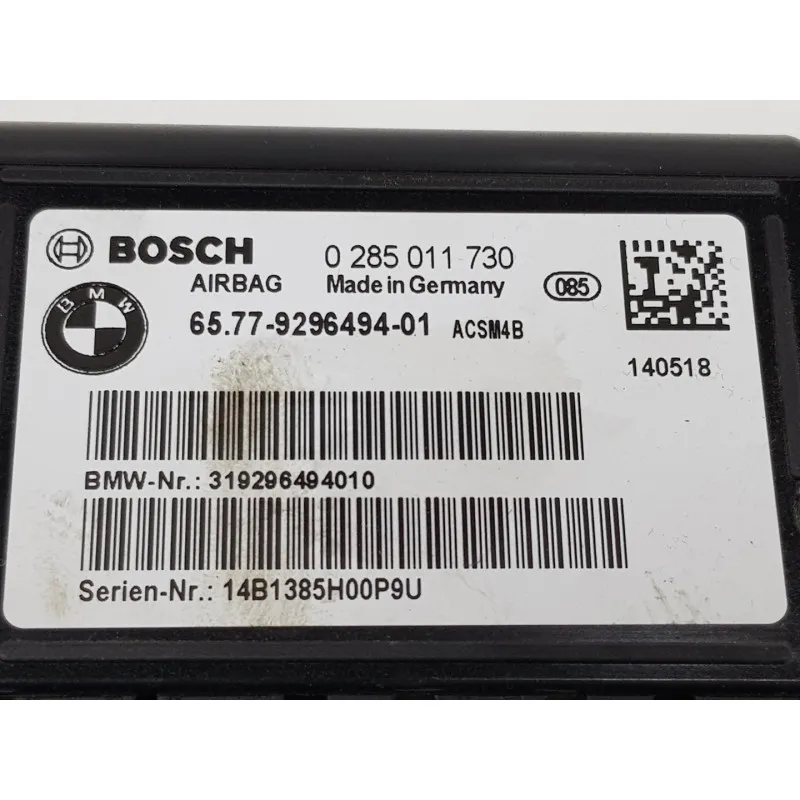 BOSCH 0 285 011 730
AIRBAG Made in Germany 085
BMW
65.77-9296494-01 ACSM4B
140518
BMW-Nr.: 319296494010
Serien-Nr.: 14B1385H00P9U